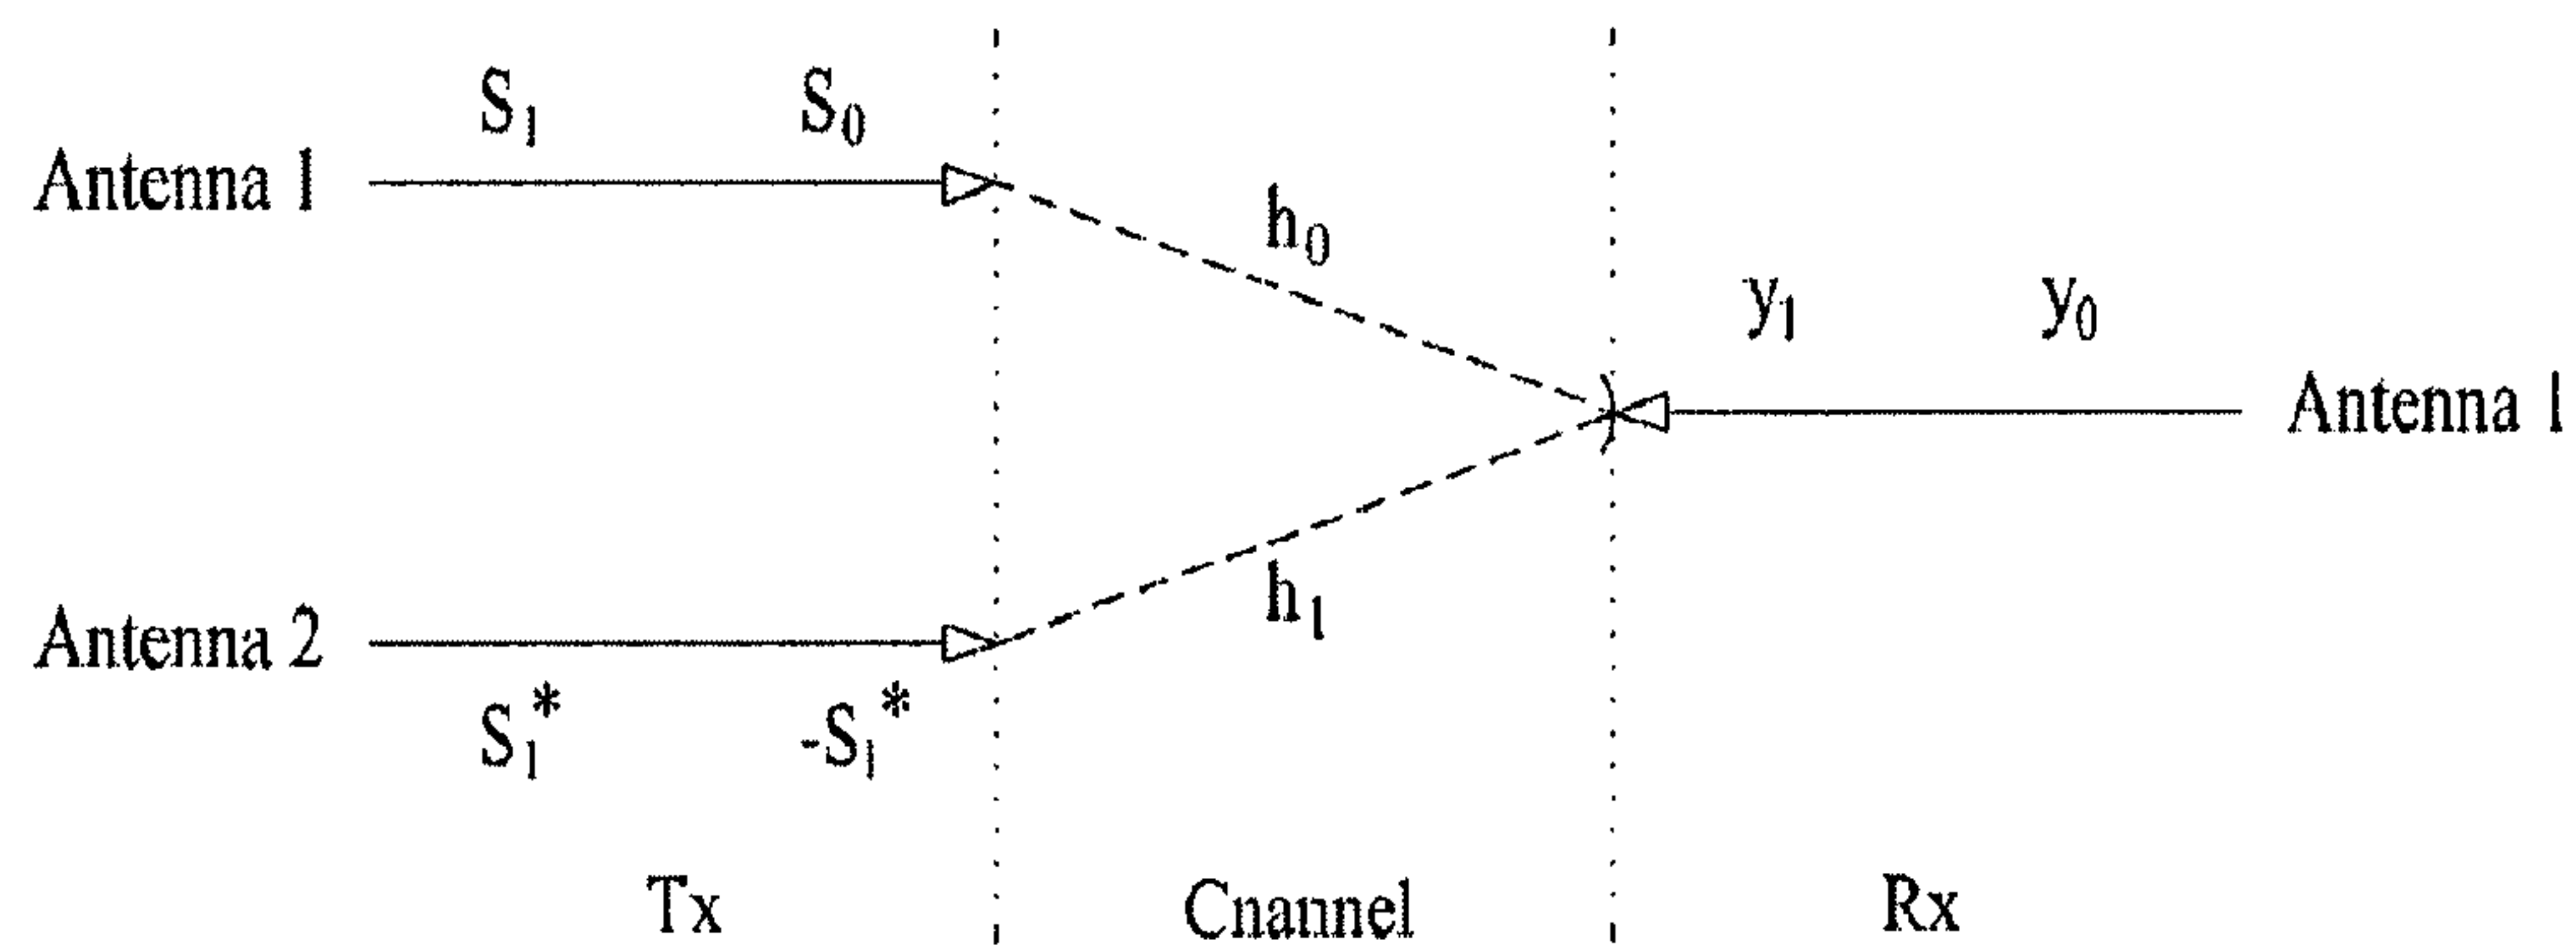 S1 S0
Antenna 1
h0
y1 y0
Antenna 1
h1
Antenna 2
S1* -S1*
Tx Cnannel Rx